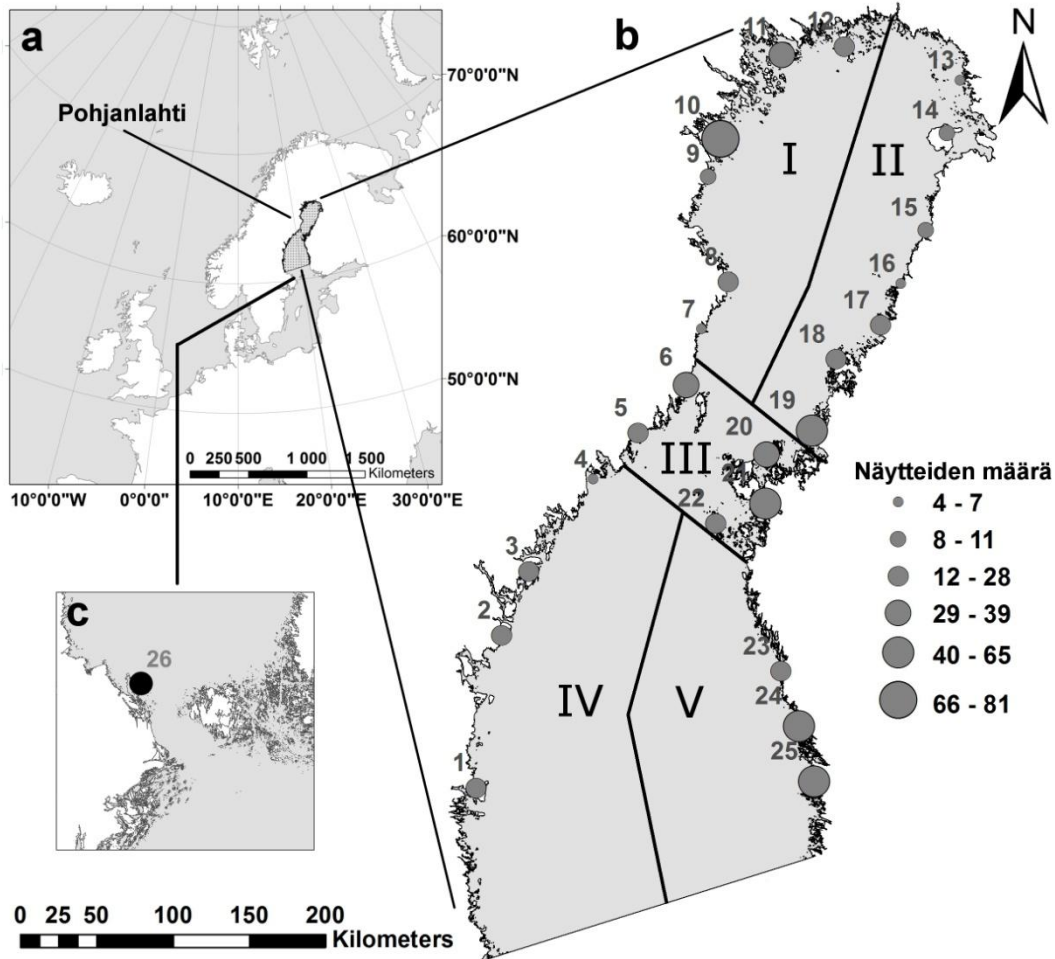 a
70°0'0"N
60°0'0"N
50°0'0"N
Pohjanlahti
0 250 500 1 000 1 500
Kilometers
10°0'0"W 0°0'0" 10°0'0"E 20°0'0"E 30°0'0"E
b
N
11
12
13
10
14
9
I
II
15
8
16
17
7
18
6
19
5
20
III
4
21
22
3
2
23
IV
V
24
25
1
Näytteiden määrä
4 - 7
8 - 11
12 - 28
29 - 39
40 - 65
66 - 81
c
26
0 25 50 100 150 200
Kilometers